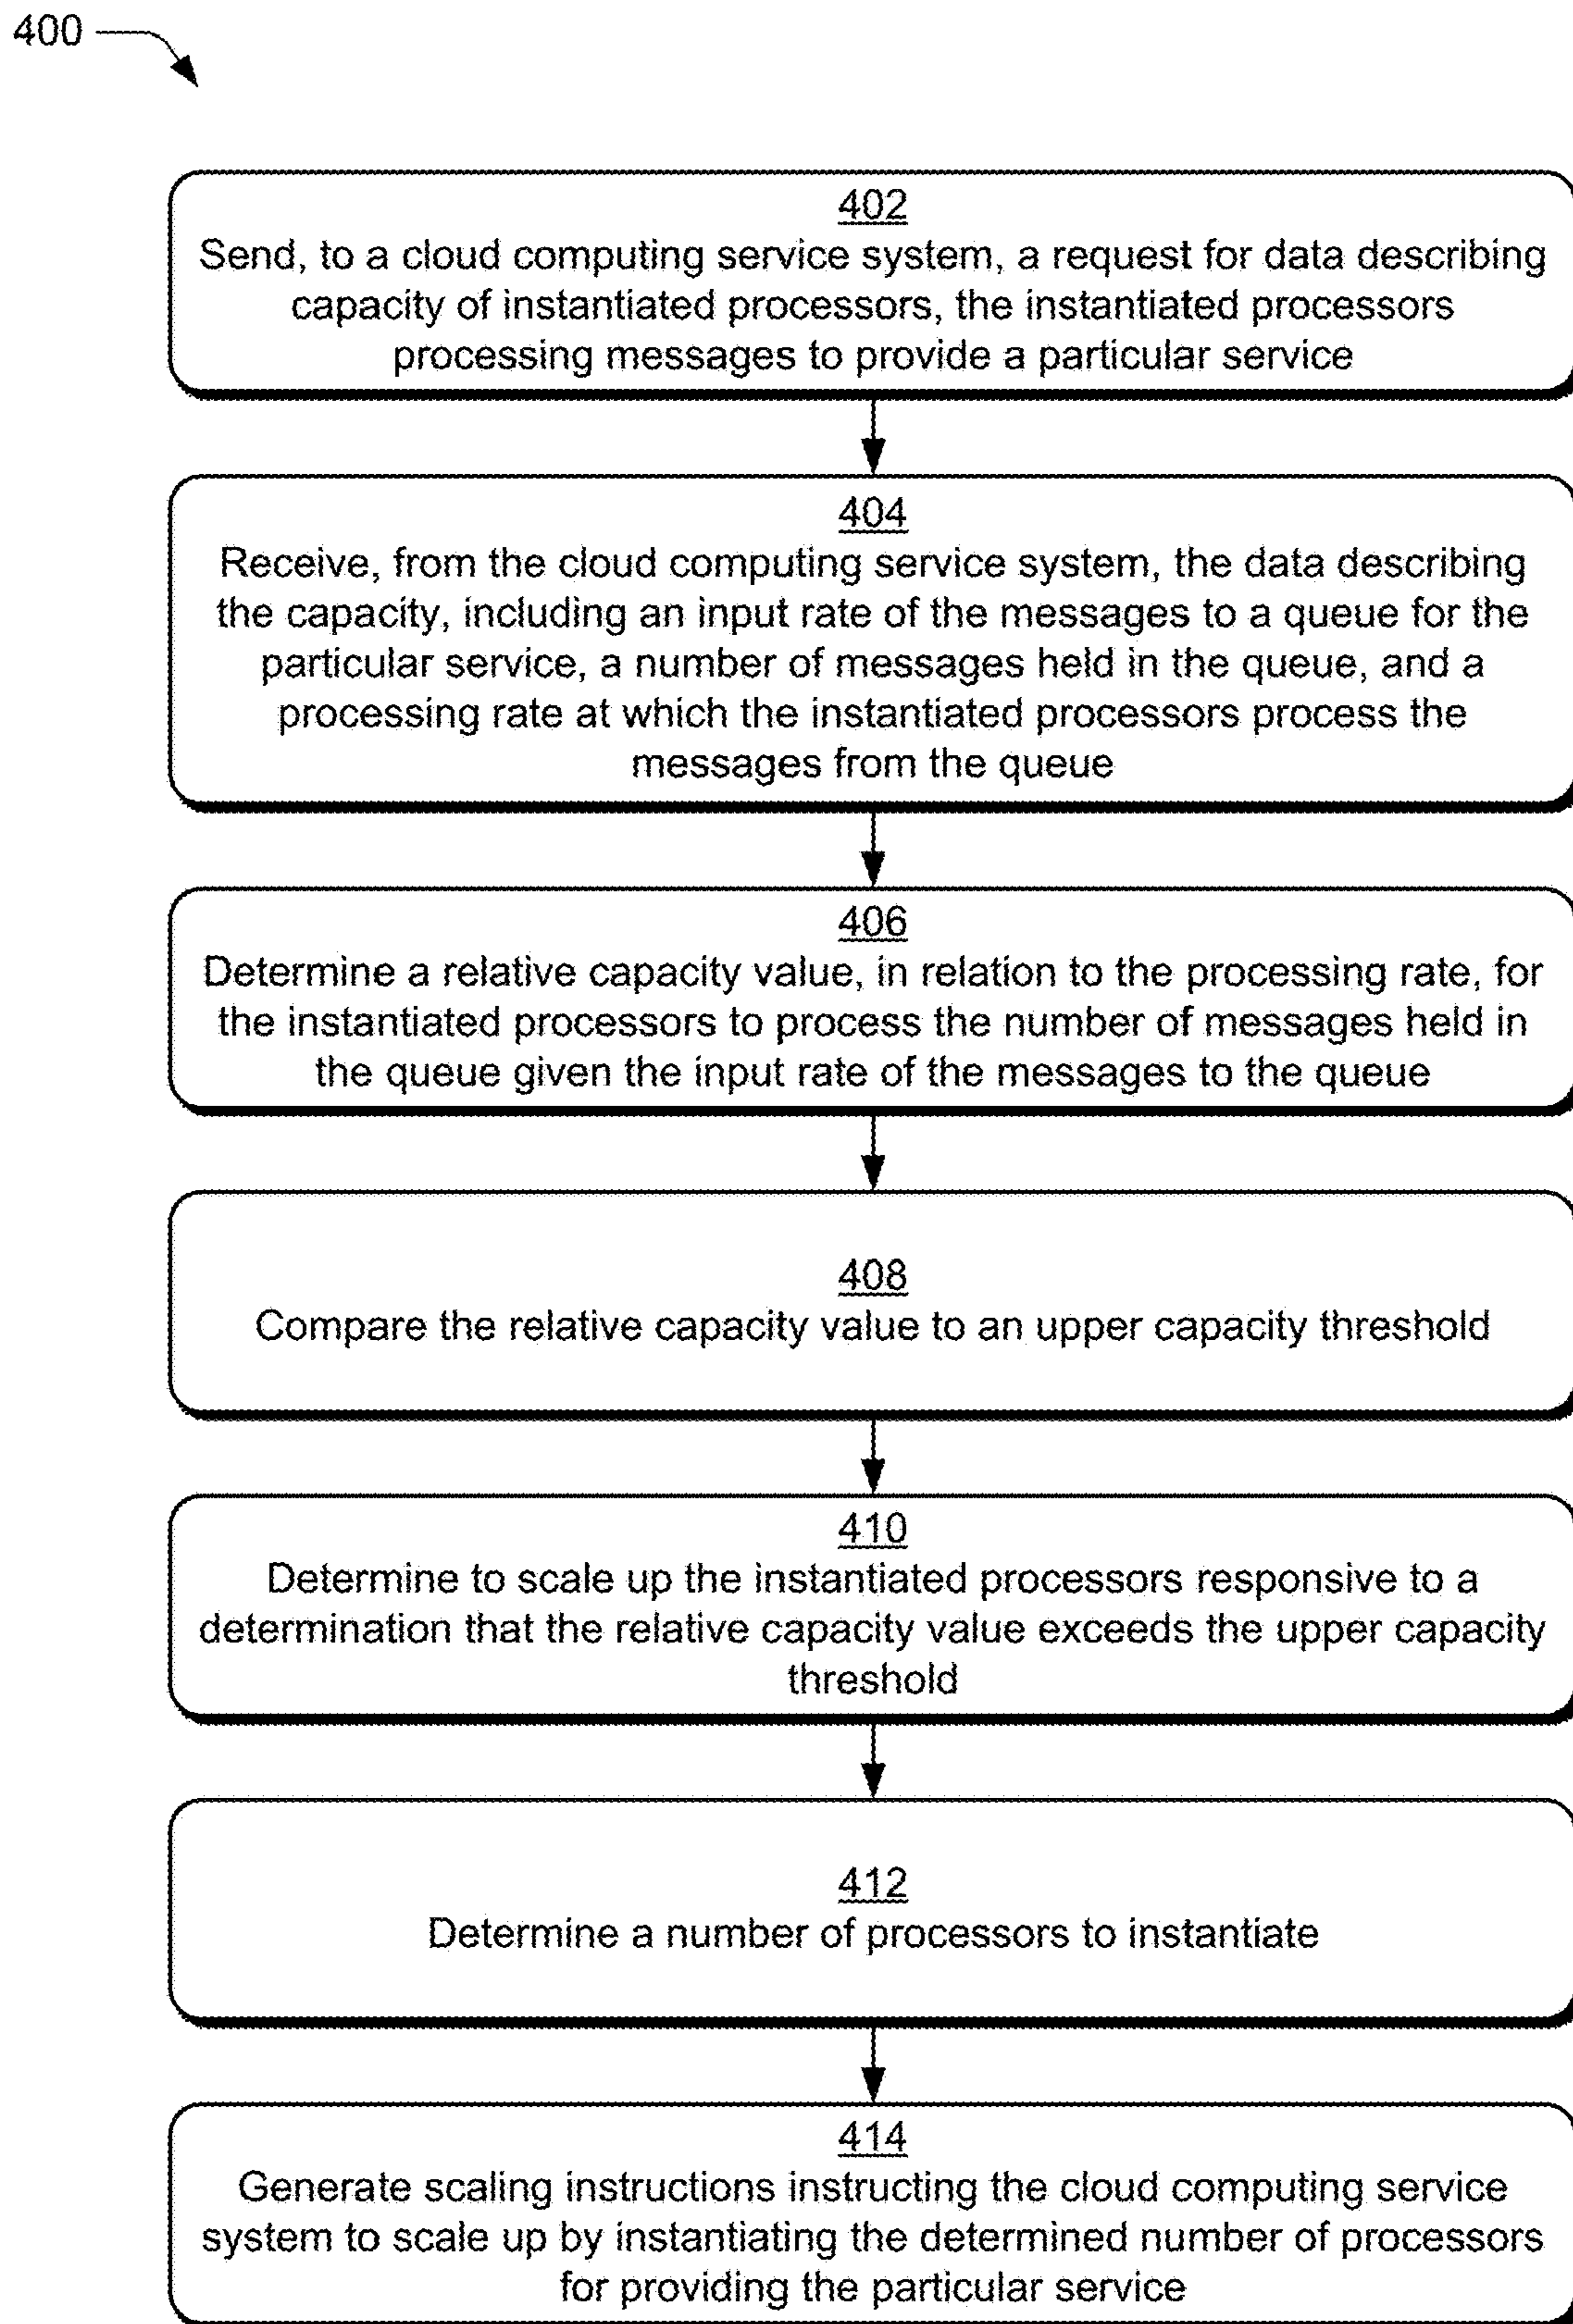 400
402
Send, to a cloud computing service system, a request for data describing
capacity of instantiated processors, the instantiated processors
processing messages to provide a particular service
404
Receive, from the cloud computing service system, the data describing
the capacity, including an input rate of the messages to a queue for the
particular service, a number of messages held in the queue, and a
processing rate at which the instantiated processors process the
messages from the queue
406
Determine a relative capacity value, in relation to the processing rate, for
the instantiated processors to process the number of messages held in
the queue given the input rate of the messages to the queue
408
Compare the relative capacity value to an upper capacity threshold
410
Determine to scale up the instantiated processors responsive to a
determination that the relative capacity value exceeds the upper capacity
threshold
412
Determine a number of processors to instantiate
414
Generate scaling instructions instructing the cloud computing service
system to scale up by instantiating the determined number of processors
for providing the particular service